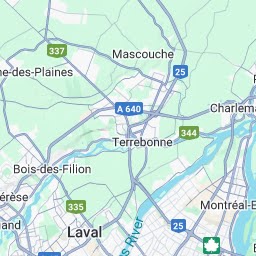 337
Mascouche
25
ne-des-Plaines
A 640
Charlema
344
Terrebonne
Bois-des-Filion
érèse
335
Montréal-E
25
and
Laval
s River